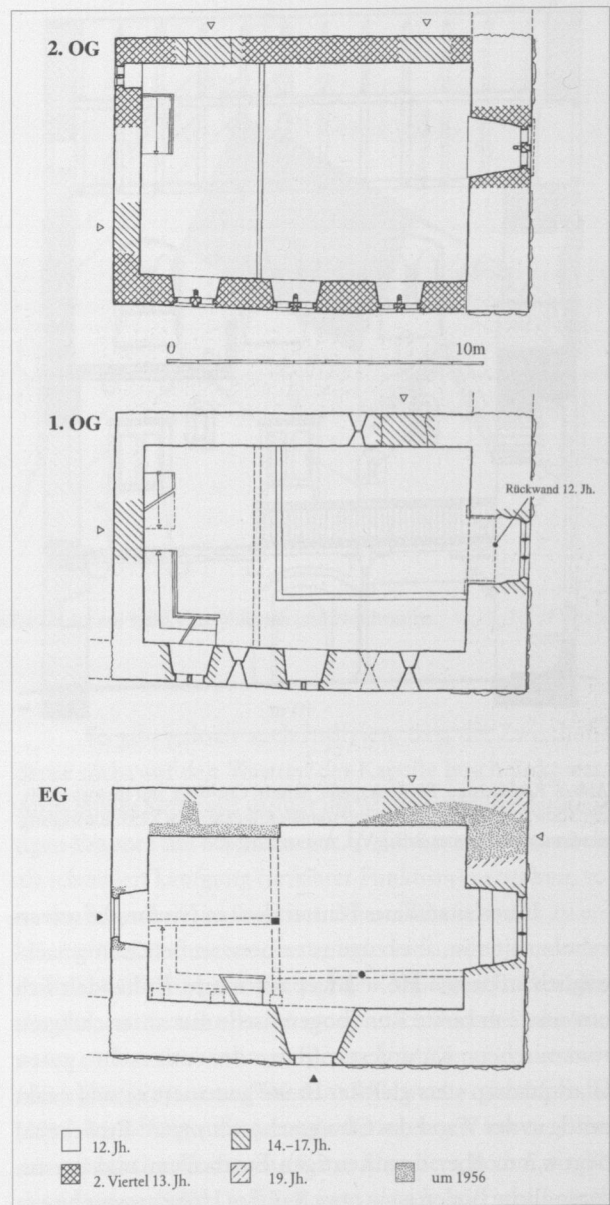 2. OG
0 10m
1. OG
Rückwand 12. Jh.
EG
12. Jh. 14.–17. Jh.
2. Viertel 13. Jh. 19. Jh. um 1956